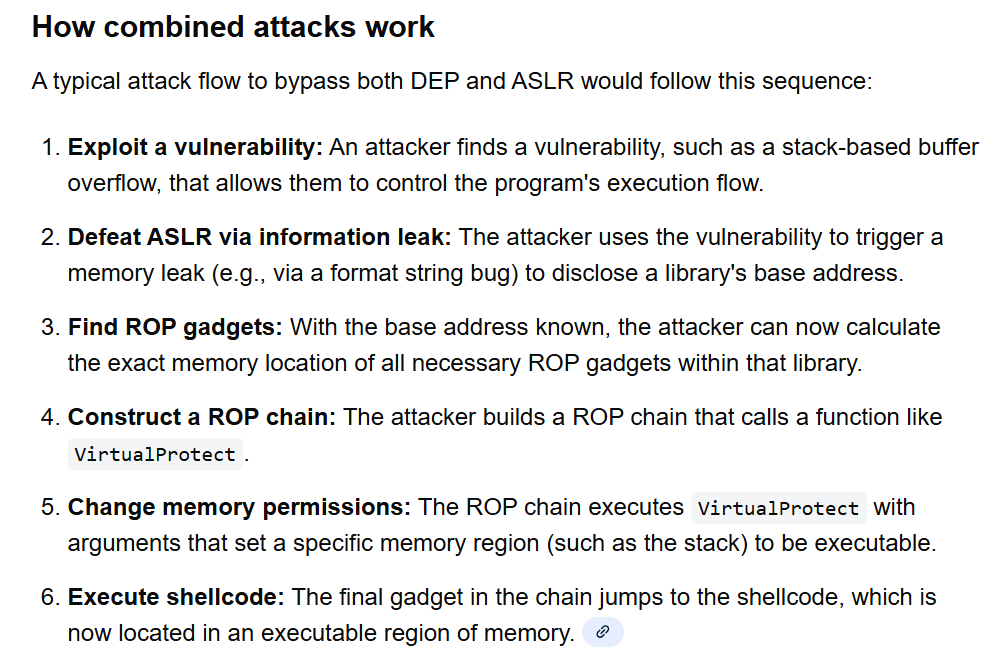 How combined attacks work
A typical attack flow to bypass both DEP and ASLR would follow this sequence:
1. Exploit a vulnerability: An attacker finds a vulnerability, such as a stack-based buffer
overflow, that allows them to control the program's execution flow.
2. Defeat ASLR via information leak: The attacker uses the vulnerability to trigger a
memory leak (e.g., via a format string bug) to disclose a library's base address.
3. Find ROP gadgets: With the base address known, the attacker can now calculate
the exact memory location of all necessary ROP gadgets within that library.
4. Construct a ROP chain: The attacker builds a ROP chain that calls a function like
VirtualProtect .
5. Change memory permissions: The ROP chain executes VirtualProtect with
arguments that set a specific memory region (such as the stack) to be executable.
6. Execute shellcode: The final gadget in the chain jumps to the shellcode, which is
now located in an executable region of memory.